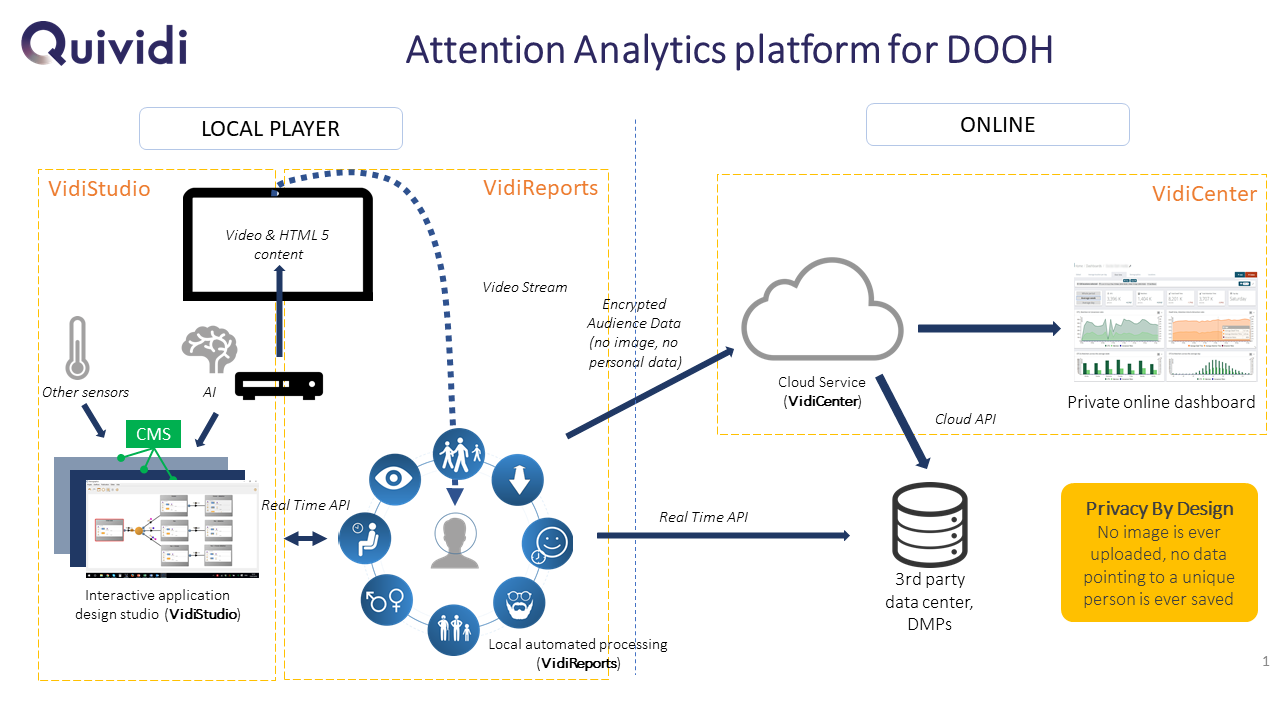 Quividi
Attention Analytics platform for DOOH
LOCAL PLAYER
ONLINE
VidiStudio
VidiReports
VidiCenter
Video & HTML 5
content
Video Stream
Encrypted
Audience Data
(no image, no
personal data)
Other sensors
AI
CMS
Cloud Service
(VidiCenter)
Private online dashboard
Cloud API
Real Time API
Real Time API
Interactive application
design studio (VidiStudio)
Local automated processing
(VidiReports)
3rd party
data center,
DMPs
Privacy By Design
No image is ever
uploaded, no data
pointing to a unique
person is ever saved
1